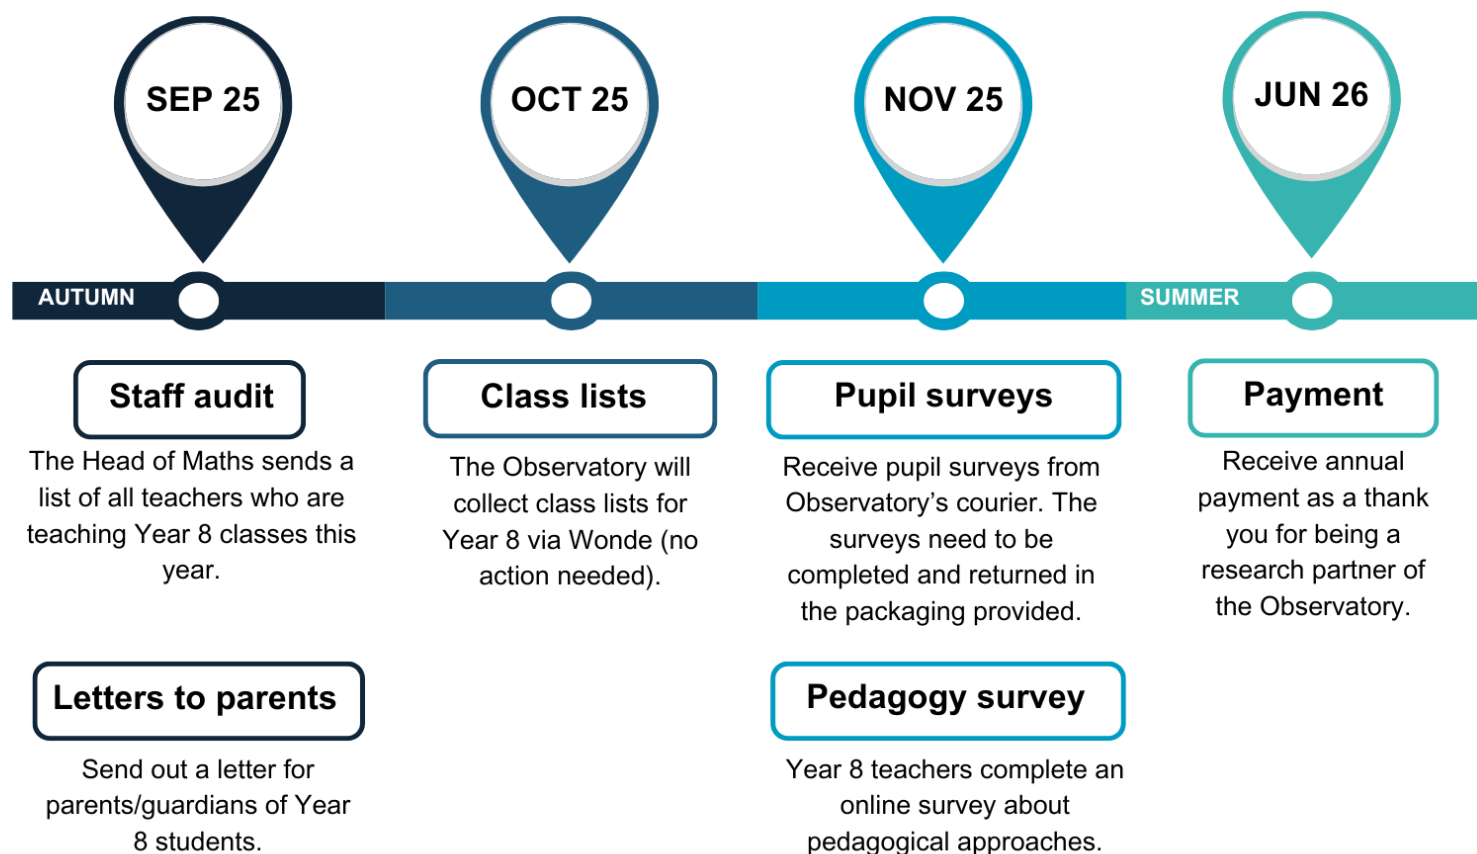 SEP 25
OCT 25
NOV 25
JUN 26
AUTUMN
SUMMER
Staff audit
The Head of Maths sends a
list of all teachers who are
teaching Year 8 classes this
year.
Letters to parents
Send out a letter for
parents/guardians of Year
8 students.
Class lists
The Observatory will
collect class lists for
Year 8 via Wonde (no
action needed).
Pupil surveys
Receive pupil surveys from
Observatory’s courier. The
surveys need to be
completed and returned in
the packaging provided.
Pedagogy survey
Year 8 teachers complete an
online survey about
pedagogical approaches.
Payment
Receive annual
payment as a thank
you for being a
research partner of
the Observatory.